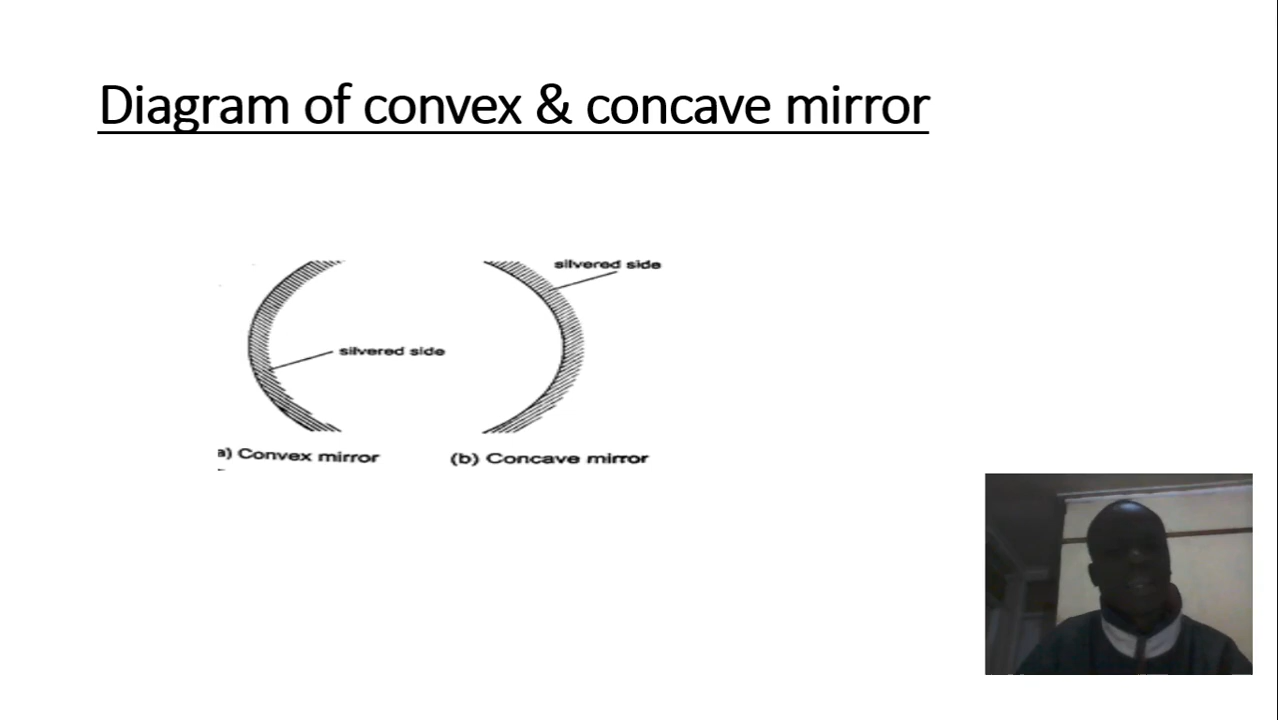 Diagram of convex & concave mirror
silvered side
silvered side
a) Convex mirror
(b) Concave mirror